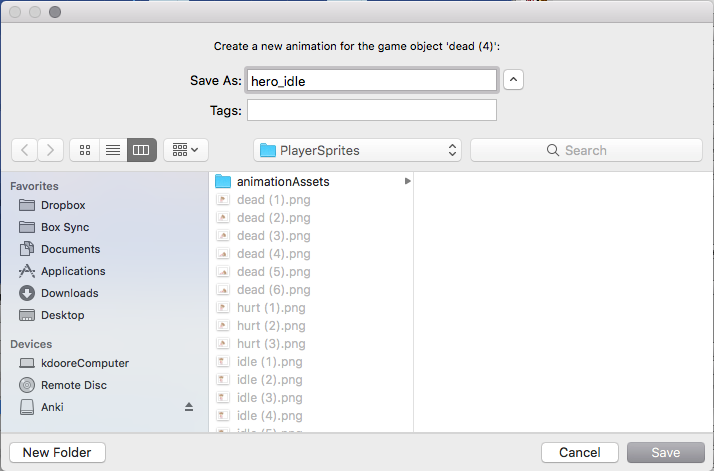 Create a new animation for the game object 'dead (4)':
Save As: hero_idle
Tags:
PlayerSprites
Search
Favorites
Dropbox
Box Sync
Documents
Applications
Downloads
Desktop
Devices
kdooreComputer
Remote Disc
Anki
animationAssets
dead (1).png
dead (2).png
dead (3).png
dead (4).png
dead (5).png
dead (6).png
hurt (1).png
hurt (2).png
hurt (3).png
idle (1).png
idle (2).png
idle (3).png
idle (4).png
idle (5).png
New Folder
Cancel
Save